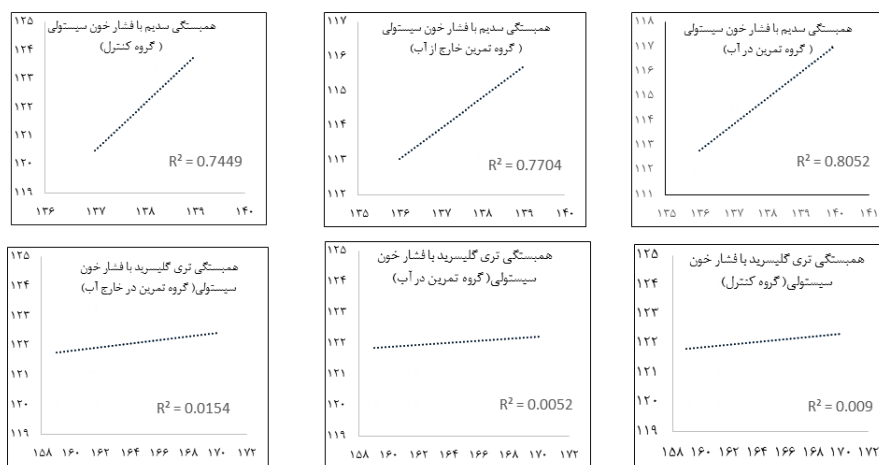 همبستگی سدیم با فشار خون سیستولی
( گروه کنترل)
۱۲۵
۱۲۴
۱۲۳
۱۲۲
۱۲۱
۱۲۰
۱۱۹
R² = 0.7449
۱۳۶ ۱۳۷ ۱۳۸ ۱۳۹ ۱۴۰
همبستگی سدیم با فشار خون سیستولی
( گروه تمرین خارج از آب)
۱۱۷
۱۱۶
۱۱۵
۱۱۴
۱۱۳
۱۱۲
R² = 0.7704
۱۳۵ ۱۳۶ ۱۳۷ ۱۳۸ ۱۳۹ ۱۴۰
همبستگی سدیم با فشار خون سیستولی
( گروه تمرین در آب)
۱۱۸
۱۱۷
۱۱۶
۱۱۵
۱۱۴
۱۱۳
۱۱۲
۱۱۱
R² = 0.8052
۱۳۵ ۱۳۶ ۱۳۷ ۱۳۸ ۱۳۹ ۱۴۰ ۱۴۱
همبستگی تری گلیسرید با فشار خون
سیستولی( گروه تمرین در خارج آب)
۱۲۵
۱۲۴
۱۲۳
۱۲۲
۱۲۱
۱۲۰
۱۱۹
R² = 0.0154
۱۵۸ ۱۶۰ ۱۶۲ ۱۶۴ ۱۶۶ ۱۶۸ ۱۷۰ ۱۷۲
همبستگی تری گلیسرید با فشار خون
سیستولی( گروه تمرین در آب)
۱۲۵
۱۲۴
۱۲۳
۱۲۲
۱۲۱
۱۲۰
۱۱۹
R² = 0.0052
۱۵۸ ۱۶۰ ۱۶۲ ۱۶۴ ۱۶۶ ۱۶۸ ۱۷۰ ۱۷۲
همبستگی تری گلیسرید با فشار خون
سیستولی( گروه کنترل)
۱۲۵
۱۲۴
۱۲۳
۱۲۲
۱۲۱
۱۲۰
۱۱۹
R² = 0.009
۱۵۸ ۱۶۰ ۱۶۲ ۱۶۴ ۱۶۶ ۱۶۸ ۱۷۰ ۱۷۲